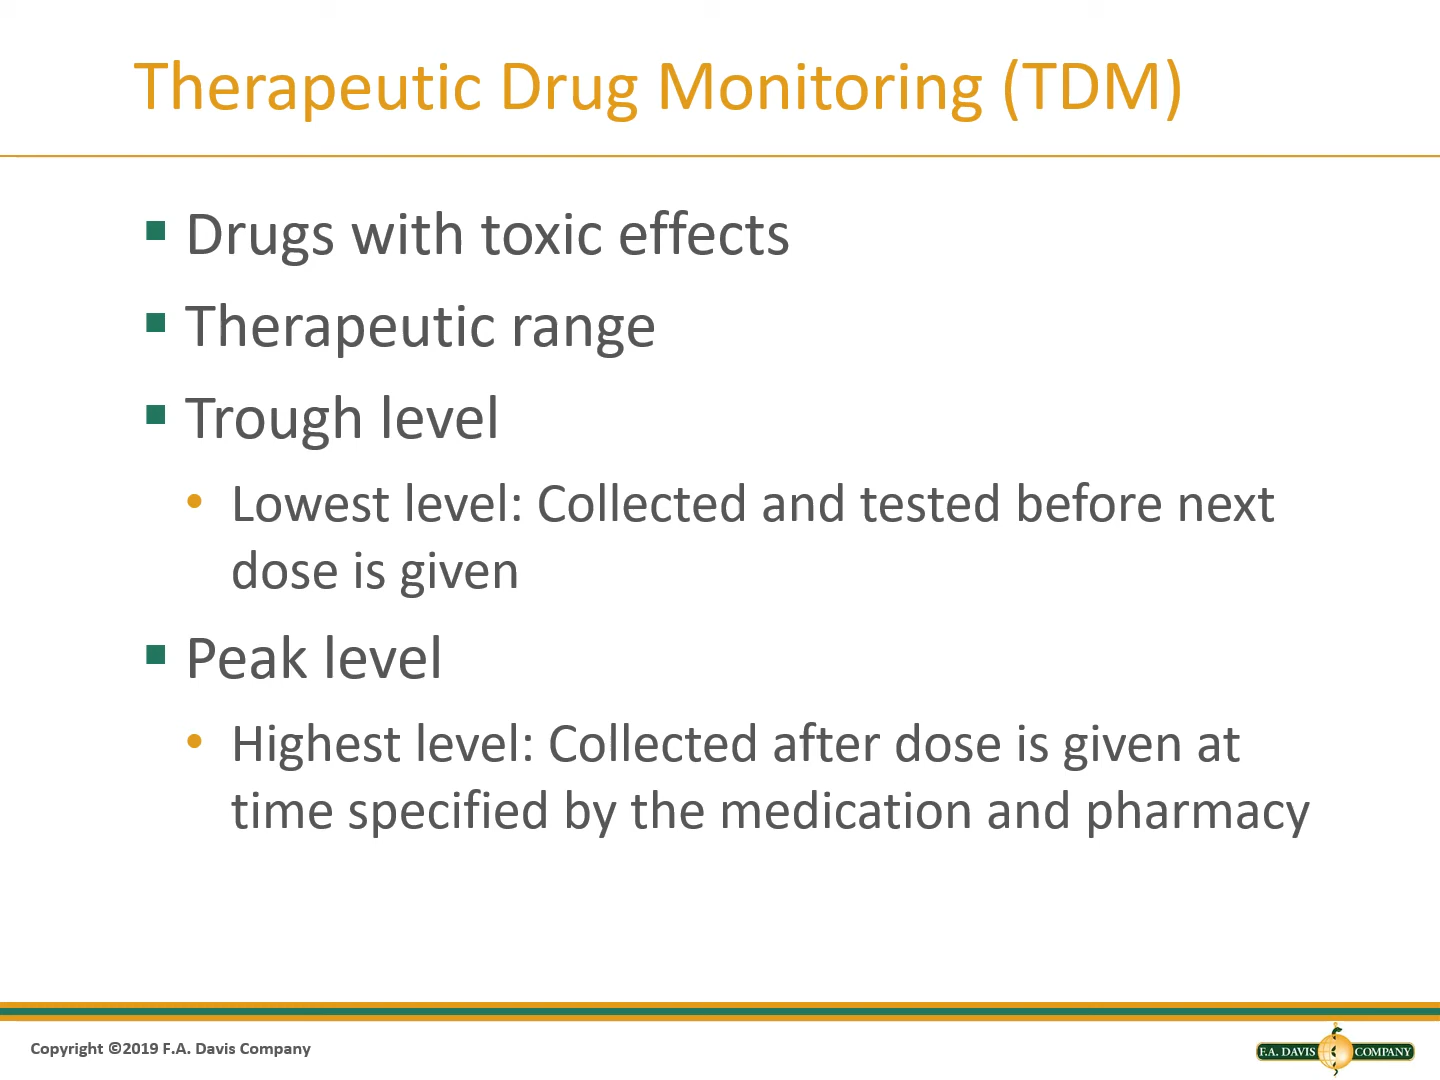 Therapeutic Drug Monitoring (TDM)
Drugs with toxic effects
Therapeutic range
Trough level
Lowest level: Collected and tested before next
dose is given
Peak level
Highest level: Collected after dose is given at
time specified by the medication and pharmacy
Copyright ©2019 F.A. Davis Company
F.A. DAVIS COMPANY